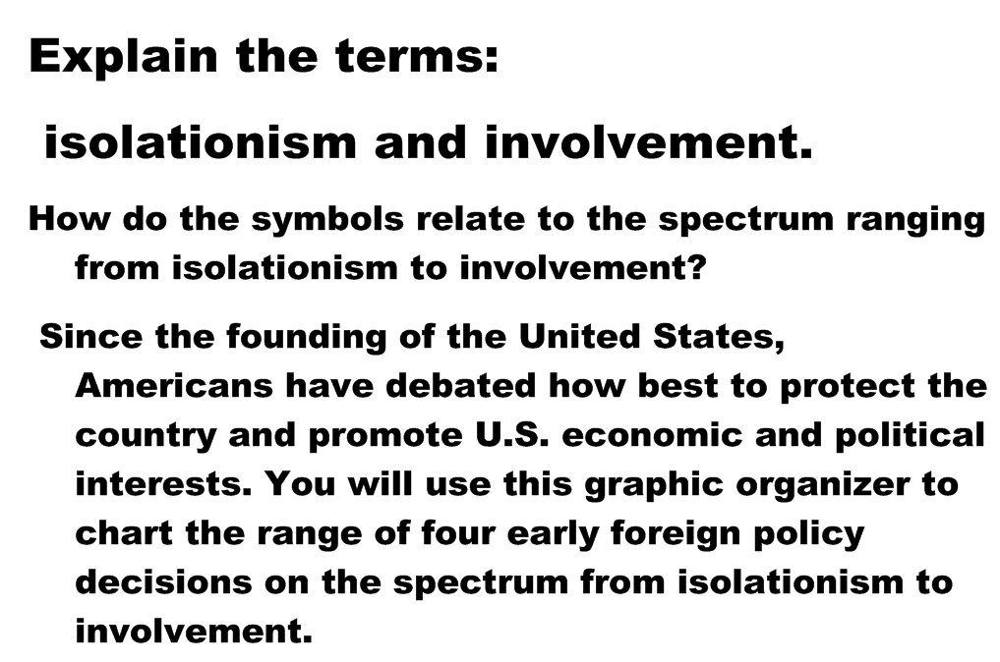 Explain the terms:
isolationism and involvement.
How do the symbols relate to the spectrum ranging
from isolationism to involvement?
Since the founding of the United States,
Americans have debated how best to protect the
country and promote U.S. economic and political
interests. You will use this graphic organizer to
chart the range of four early foreign policy
decisions on the spectrum from isolationism to
involvement.